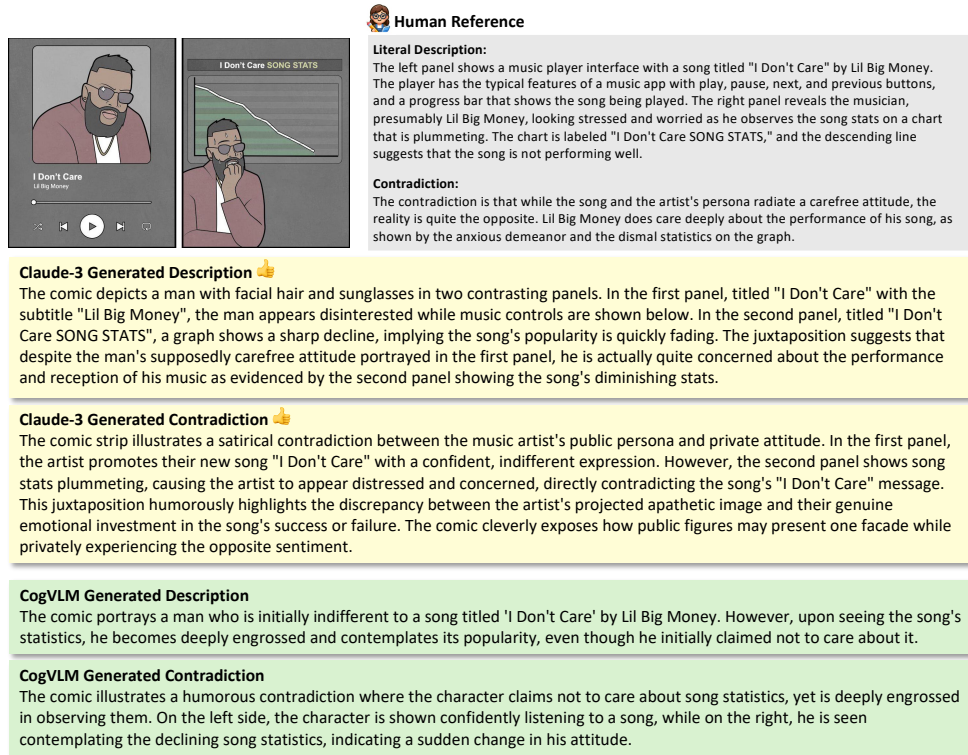 I Don't Care
Lil Big Money
I Don't Care SONG STATS
Human Reference
Literal Description:
The left panel shows a music player interface with a song titled "I Don't Care" by Lil Big Money.
The player has the typical features of a music app with play, pause, next, and previous buttons,
and a progress bar that shows the song being played. The right panel reveals the musician,
presumably Lil Big Money, looking stressed and worried as he observes the song stats on a chart
that is plummeting. The chart is labeled "I Don't Care SONG STATS," and the descending line
suggests that the song is not performing well.
Contradiction:
The contradiction is that while the song and the artist's persona radiate a carefree attitude, the
reality is quite the opposite. Lil Big Money does care deeply about the performance of his song, as
shown by the anxious demeanor and the dismal statistics on the graph.
Claude-3 Generated Description
The comic depicts a man with facial hair and sunglasses in two contrasting panels. In the first panel, titled "I Don't Care" with the
subtitle "Lil Big Money", the man appears disinterested while music controls are shown below. In the second panel, titled "I Don't
Care SONG STATS", a graph shows a sharp decline, implying the song's popularity is quickly fading. The juxtaposition suggests that
despite the man's supposedly carefree attitude portrayed in the first panel, he is actually quite concerned about the performance
and reception of his music as evidenced by the second panel showing the song's diminishing stats.
Claude-3 Generated Contradiction
The comic strip illustrates a satirical contradiction between the music artist's public persona and private attitude. In the first panel,
the artist promotes their new song "I Don't Care" with a confident, indifferent expression. However, the second panel shows song
stats plummeting, causing the artist to appear distressed and concerned, directly contradicting the song's "I Don't Care" message.
This juxtaposition humorously highlights the discrepancy between the artist's projected apathetic image and their genuine
emotional investment in the song's success or failure. The comic cleverly exposes how public figures may present one facade while
privately experiencing the opposite sentiment.
CogVLM Generated Description
The comic portrays a man who is initially indifferent to a song titled 'I Don't Care' by Lil Big Money. However, upon seeing the song's
statistics, he becomes deeply engrossed and contemplates its popularity, even though he initially claimed not to care about it.
CogVLM Generated Contradiction
The comic illustrates a humorous contradiction where the character claims not to care about song statistics, yet is deeply engrossed
in observing them. On the left side, the character is shown confidently listening to a song, while on the right, he is seen
contemplating the declining song statistics, indicating a sudden change in his attitude.